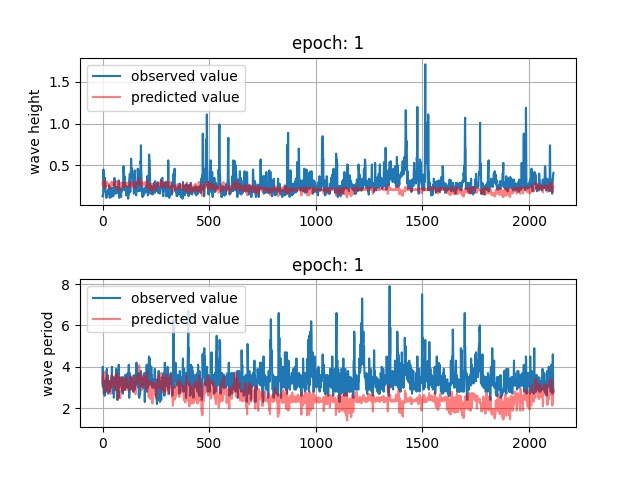 epoch: 1
wave height
1.5
1.0
0.5
observed value
predicted value
0 500 1000 1500 2000
epoch: 1
wave period
8
6
4
2
observed value
predicted value
0 500 1000 1500 2000